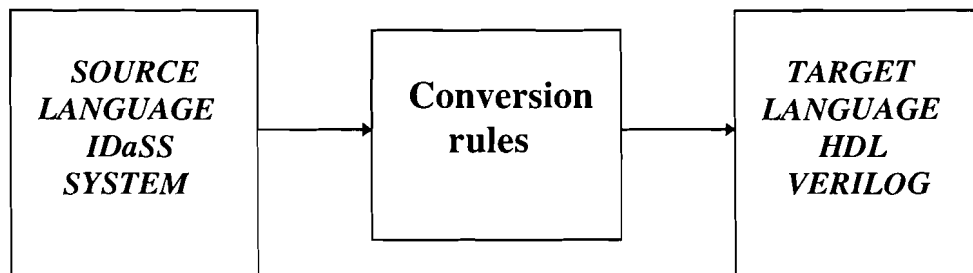 SOURCE
LANGUAGE
IDaSS
SYSTEM
Conversion
rules
TARGET
LANGUAGE
HDL
VERILOG